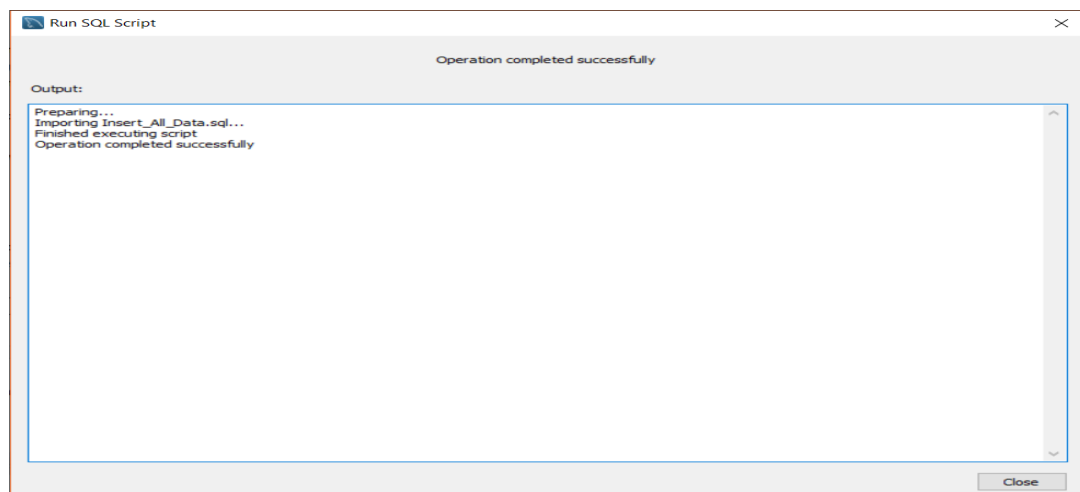 Run SQL Script
Operation completed successfully
Output:
Preparing...
Importing Insert_All_Data.sql...
Finished executing script
Operation completed successfully
Close